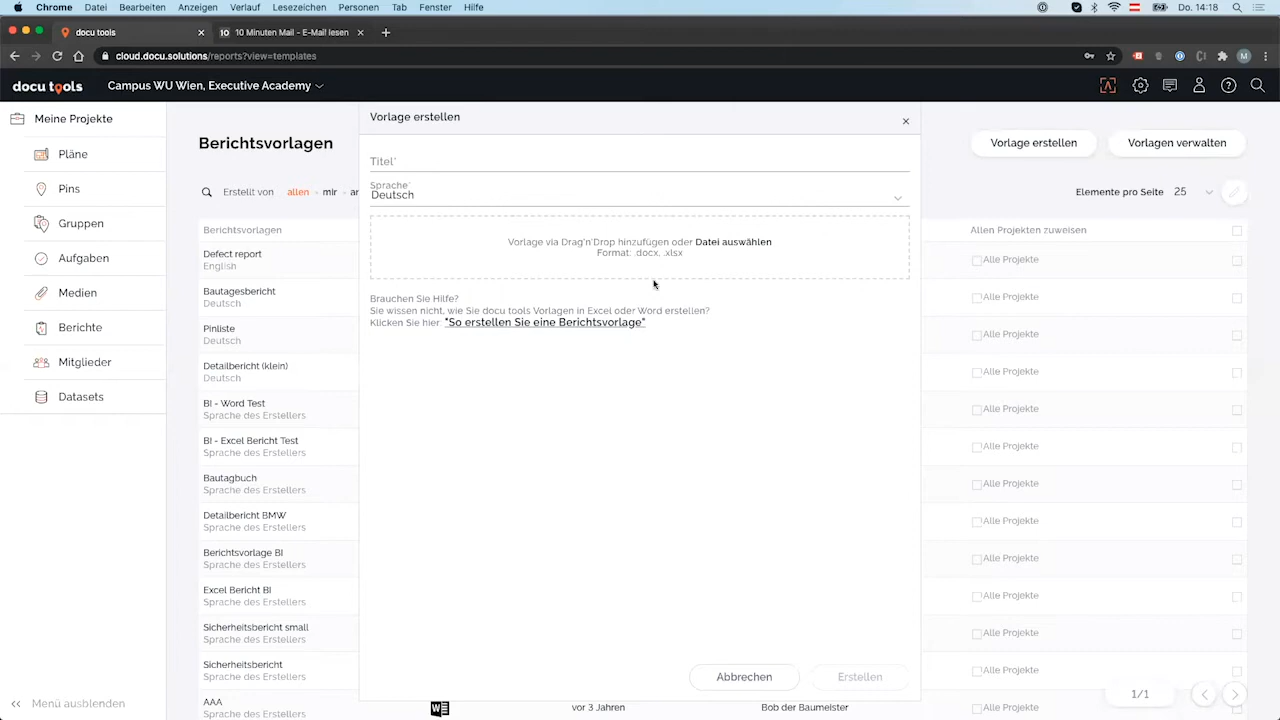 Chrome Datei Bearbeiten Anzeigen Verlauf Lesezeichen Personen Tab Fenster Hilfe Do. 14:18
docu tools 10 10 Minuten Mail - E-Mail lesen
cloud.docu.solutions/reports?view=templates M
docu tools Campus WU Wien, Executive Academy
Meine Projekte
Pläne
Pins
Gruppen
Aufgaben
Medien
Berichte
Mitglieder
Datasets
Menü ausblenden
Berichtsvorlagen
Vorlage erstellen Vorlagen verwalten
Erstellt von allen - mir - an
Elemente pro Seite 25
Berichtsvorlagen
Allen Projekten zuweisen
Defect report
English
Alle Projekte
Bautagesbericht
Deutsch
Alle Projekte
Pinliste
Deutsch
Alle Projekte
Detailbericht (klein)
Deutsch
Alle Projekte
BI - Word Test
Sprache des Erstellers
Alle Projekte
BI - Excel Bericht Test
Sprache des Erstellers
Alle Projekte
Bautagbuch
Sprache des Erstellers
Alle Projekte
Detailbericht BMW
Sprache des Erstellers
Alle Projekte
Berichtsvorlage BI
Sprache des Erstellers
Alle Projekte
Excel Bericht BI
Sprache des Erstellers
Alle Projekte
Sicherheitsbericht small
Sprache des Erstellers
Alle Projekte
Sicherheitsbericht
Sprache des Erstellers
Alle Projekte
AAA
Sprache des Erstellers
vor 3 Jahren
Bob der Baumeister
Alle Projekte
1/1
Vorlage erstellen
Titel*
Sprache*
Deutsch
Vorlage via Drag'n'Drop hinzufügen oder Datei auswählen
Format: .docx, .xlsx
Brauchen Sie Hilfe?
Sie wissen nicht, wie Sie docu tools Vorlagen in Excel oder Word erstellen?
Klicken Sie hier "So erstellen Sie eine Berichtsvorlage"
Abbrechen Erstellen